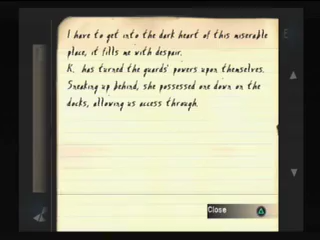 I have to get into the dark heart of this miserable
place, it fills me with despair.
K. has turned the guards' powers upon themselves.
Sneaking up behind, she possessed one down on the
docks, allowing us access through.
Close